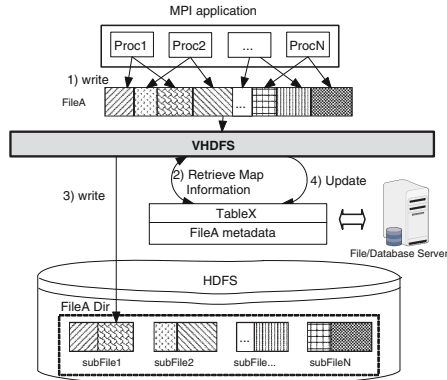 MPI application
Proc1 Proc2 ... ProcN
1) write
FileA
...
VHDFS
2) Retrieve Map
Information
4) Update
3) write
TableX
FileA metadata
File/Database Server
HDFS
FileA Dir
...
subFile1 subFile2 subFile... subFileN